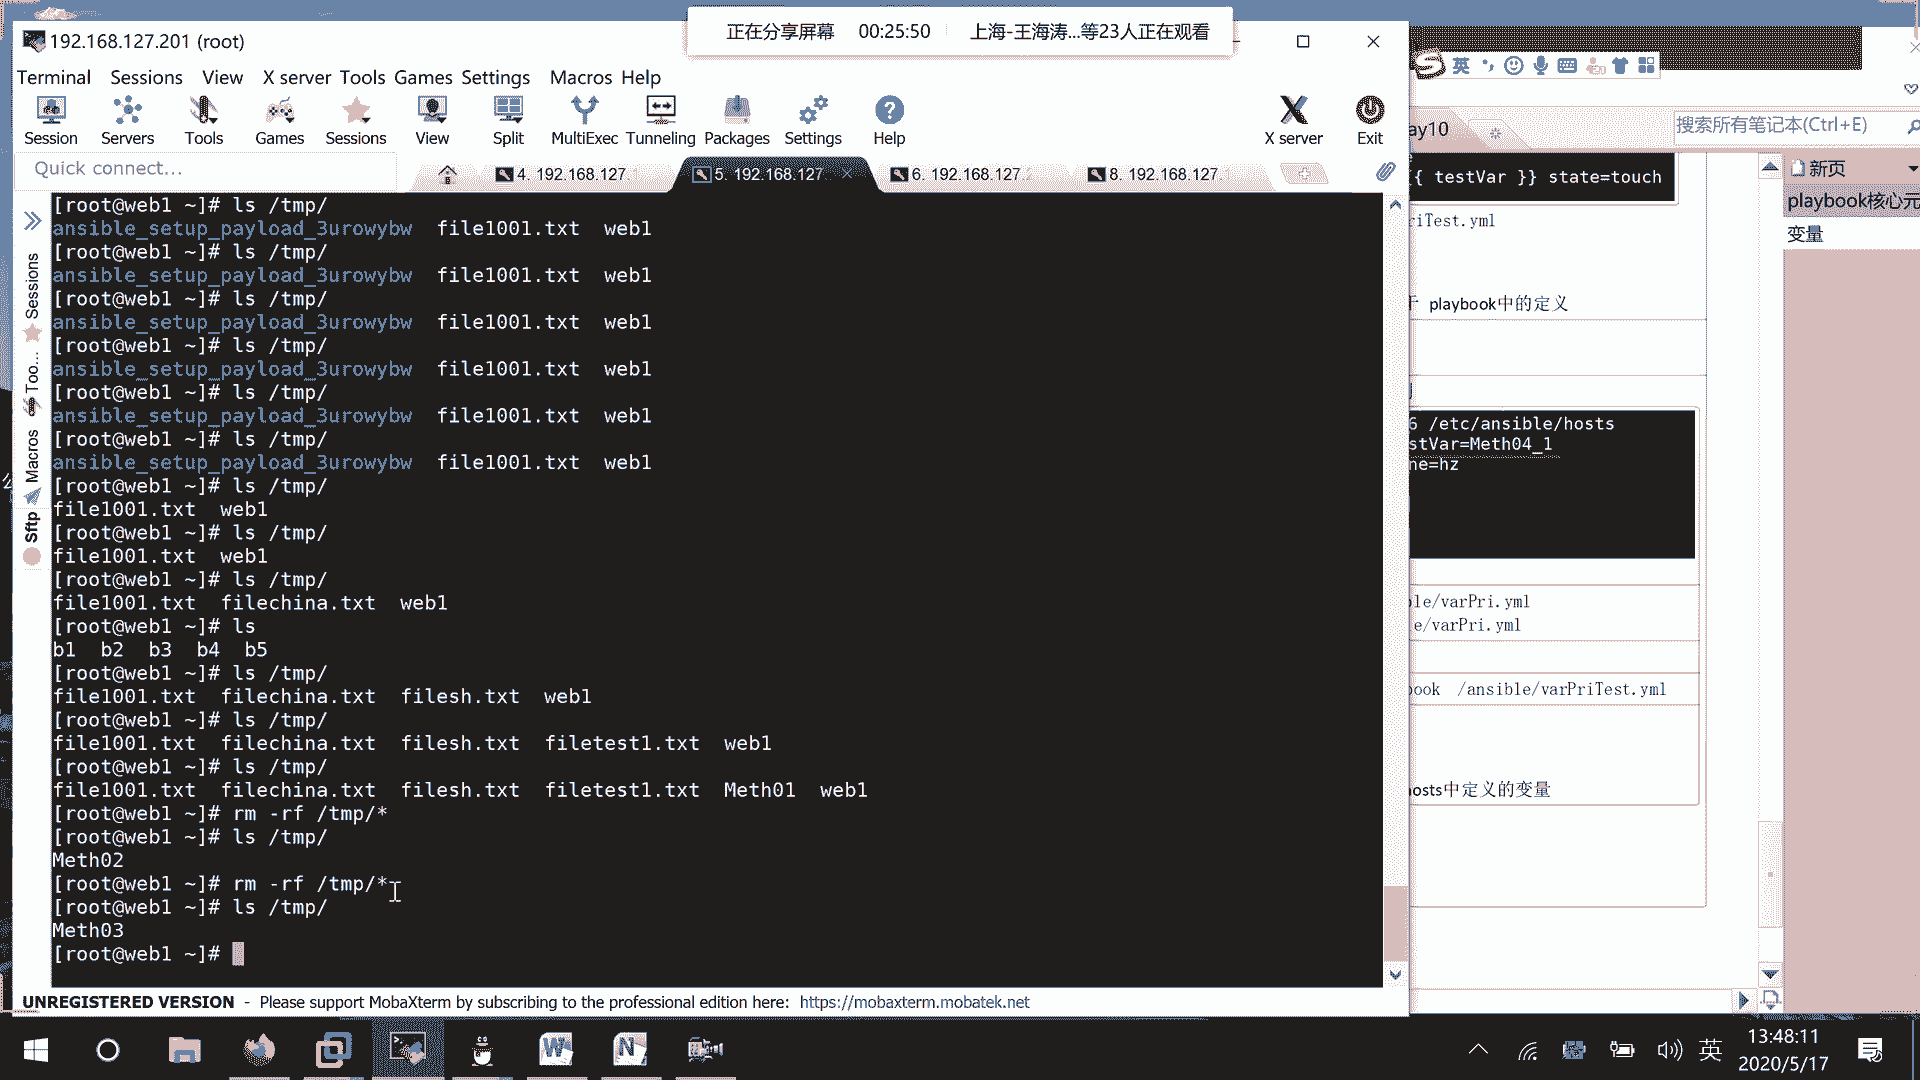 正在分享屏幕 00:25:50 上海-王海涛...等23人正在观看
192.168.127.201 (root)
Terminal Sessions View X server Tools Games Settings Macros Help
Session Servers Tools Games Sessions View Split MultiExec Tunneling Packages Settings Help X server Exit
Quick connect...
4. 192.168.127.1
5. 192.168.127..
6. 192.168.127.2
8. 192.168.127.1
Sessions
Too...
Macros
Sftp
[root@web1 ~]# ls /tmp/
ansible_setup_payload_3urowybw file1001.txt web1
[root@web1 ~]# ls /tmp/
ansible_setup_payload_3urowybw file1001.txt web1
[root@web1 ~]# ls /tmp/
ansible_setup_payload_3urowybw file1001.txt web1
[root@web1 ~]# ls /tmp/
ansible_setup_payload_3urowybw file1001.txt web1
[root@web1 ~]# ls /tmp/
ansible_setup_payload_3urowybw file1001.txt web1
[root@web1 ~]# ls /tmp/
ansible_setup_payload_3urowybw file1001.txt web1
[root@web1 ~]# ls /tmp/
file1001.txt web1
[root@web1 ~]# ls /tmp/
file1001.txt web1
[root@web1 ~]# ls /tmp/
file1001.txt filechina.txt web1
[root@web1 ~]# ls
b1 b2 b3 b4 b5
[root@web1 ~]# ls /tmp/
file1001.txt filechina.txt filesh.txt web1
[root@web1 ~]# ls /tmp/
file1001.txt filechina.txt filesh.txt filetest1.txt web1
[root@web1 ~]# ls /tmp/
file1001.txt filechina.txt filesh.txt filetest1.txt Meth01 web1
[root@web1 ~]# rm -rf /tmp/*
[root@web1 ~]# ls /tmp/
Meth02
[root@web1 ~]# rm -rf /tmp/*
[root@web1 ~]# ls /tmp/
Meth03
[root@web1 ~]#
UNREGISTERED VERSION - Please support MobaXterm by subscribing to the professional edition here: https://mobaxterm.mobatek.net
英
ay10
搜索所有笔记本(Ctrl+E)
新页
playbook核心元
变量
{{ testVar }} state=touch
riTest.yml
于 playbook中的定义
6 /etc/ansible/hosts
stVar=Meth04_1
ne=hz
ble/varPri.yml
e/varPri.yml
book /ansible/varPriTest.yml
hosts中定义的变量
英
13:48:11
2020/5/17